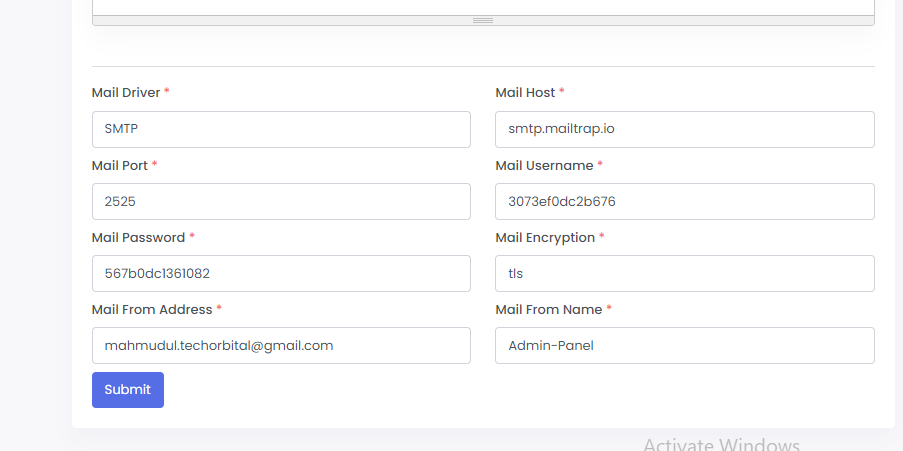 Mail Driver *
Mail Host *
SMTP
smtp.mailtrap.io
Mail Port *
Mail Username *
2525
3073ef0dc2b676
Mail Password *
Mail Encryption *
567b0dc1361082
tls
Mail From Address *
Mail From Name *
mahmudul.techorbital@gmail.com
Admin-Panel
Submit
Activate Windows